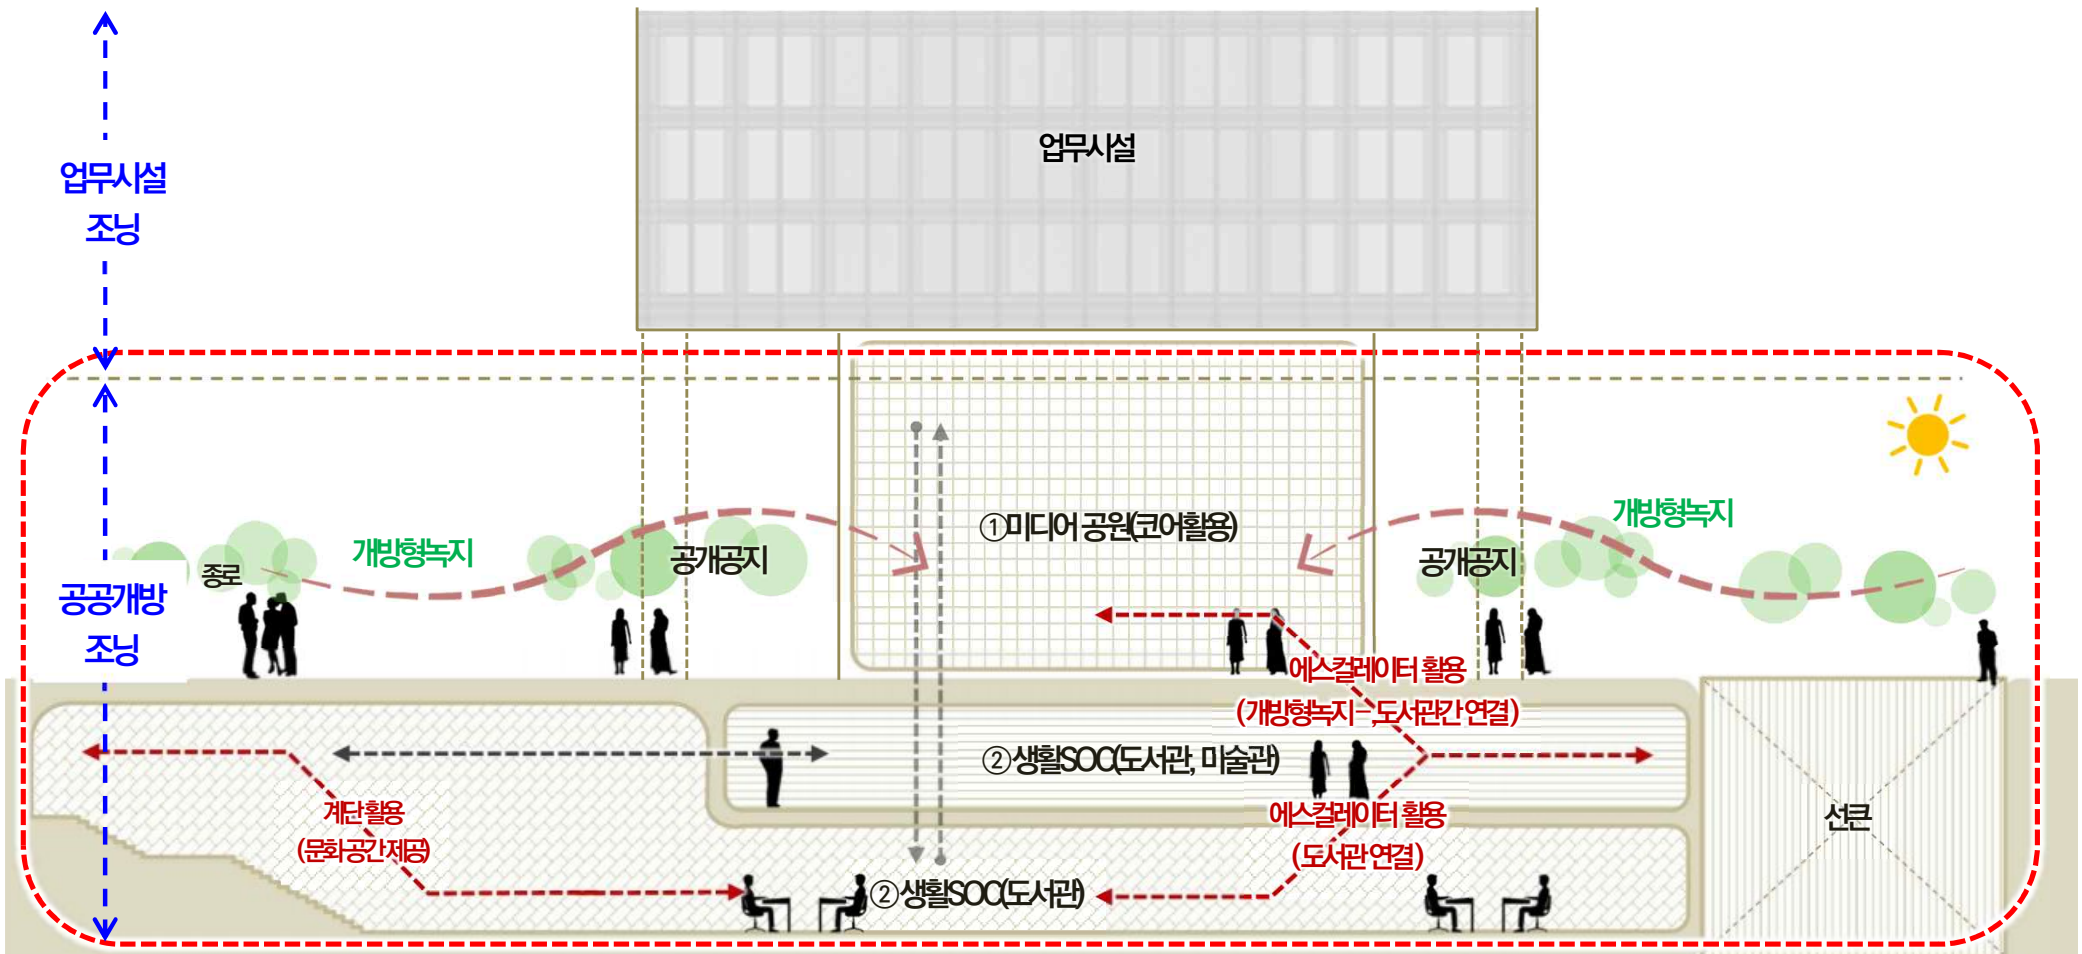 업무시설
업무시설
조닝
개방형녹지
①미디어 공원(코어활용)
개방형녹지
공개공지
공개공지
종로
공공개방
조닝
에스컬레이터 활용
(개방형녹지 – 도서관간 연결)
②생활SOC(도서관, 미술관)
계단 활용
(문화공간 제공)
에스컬레이터 활용
(도서관 연결)
선큰
②생활SOC(도서관)